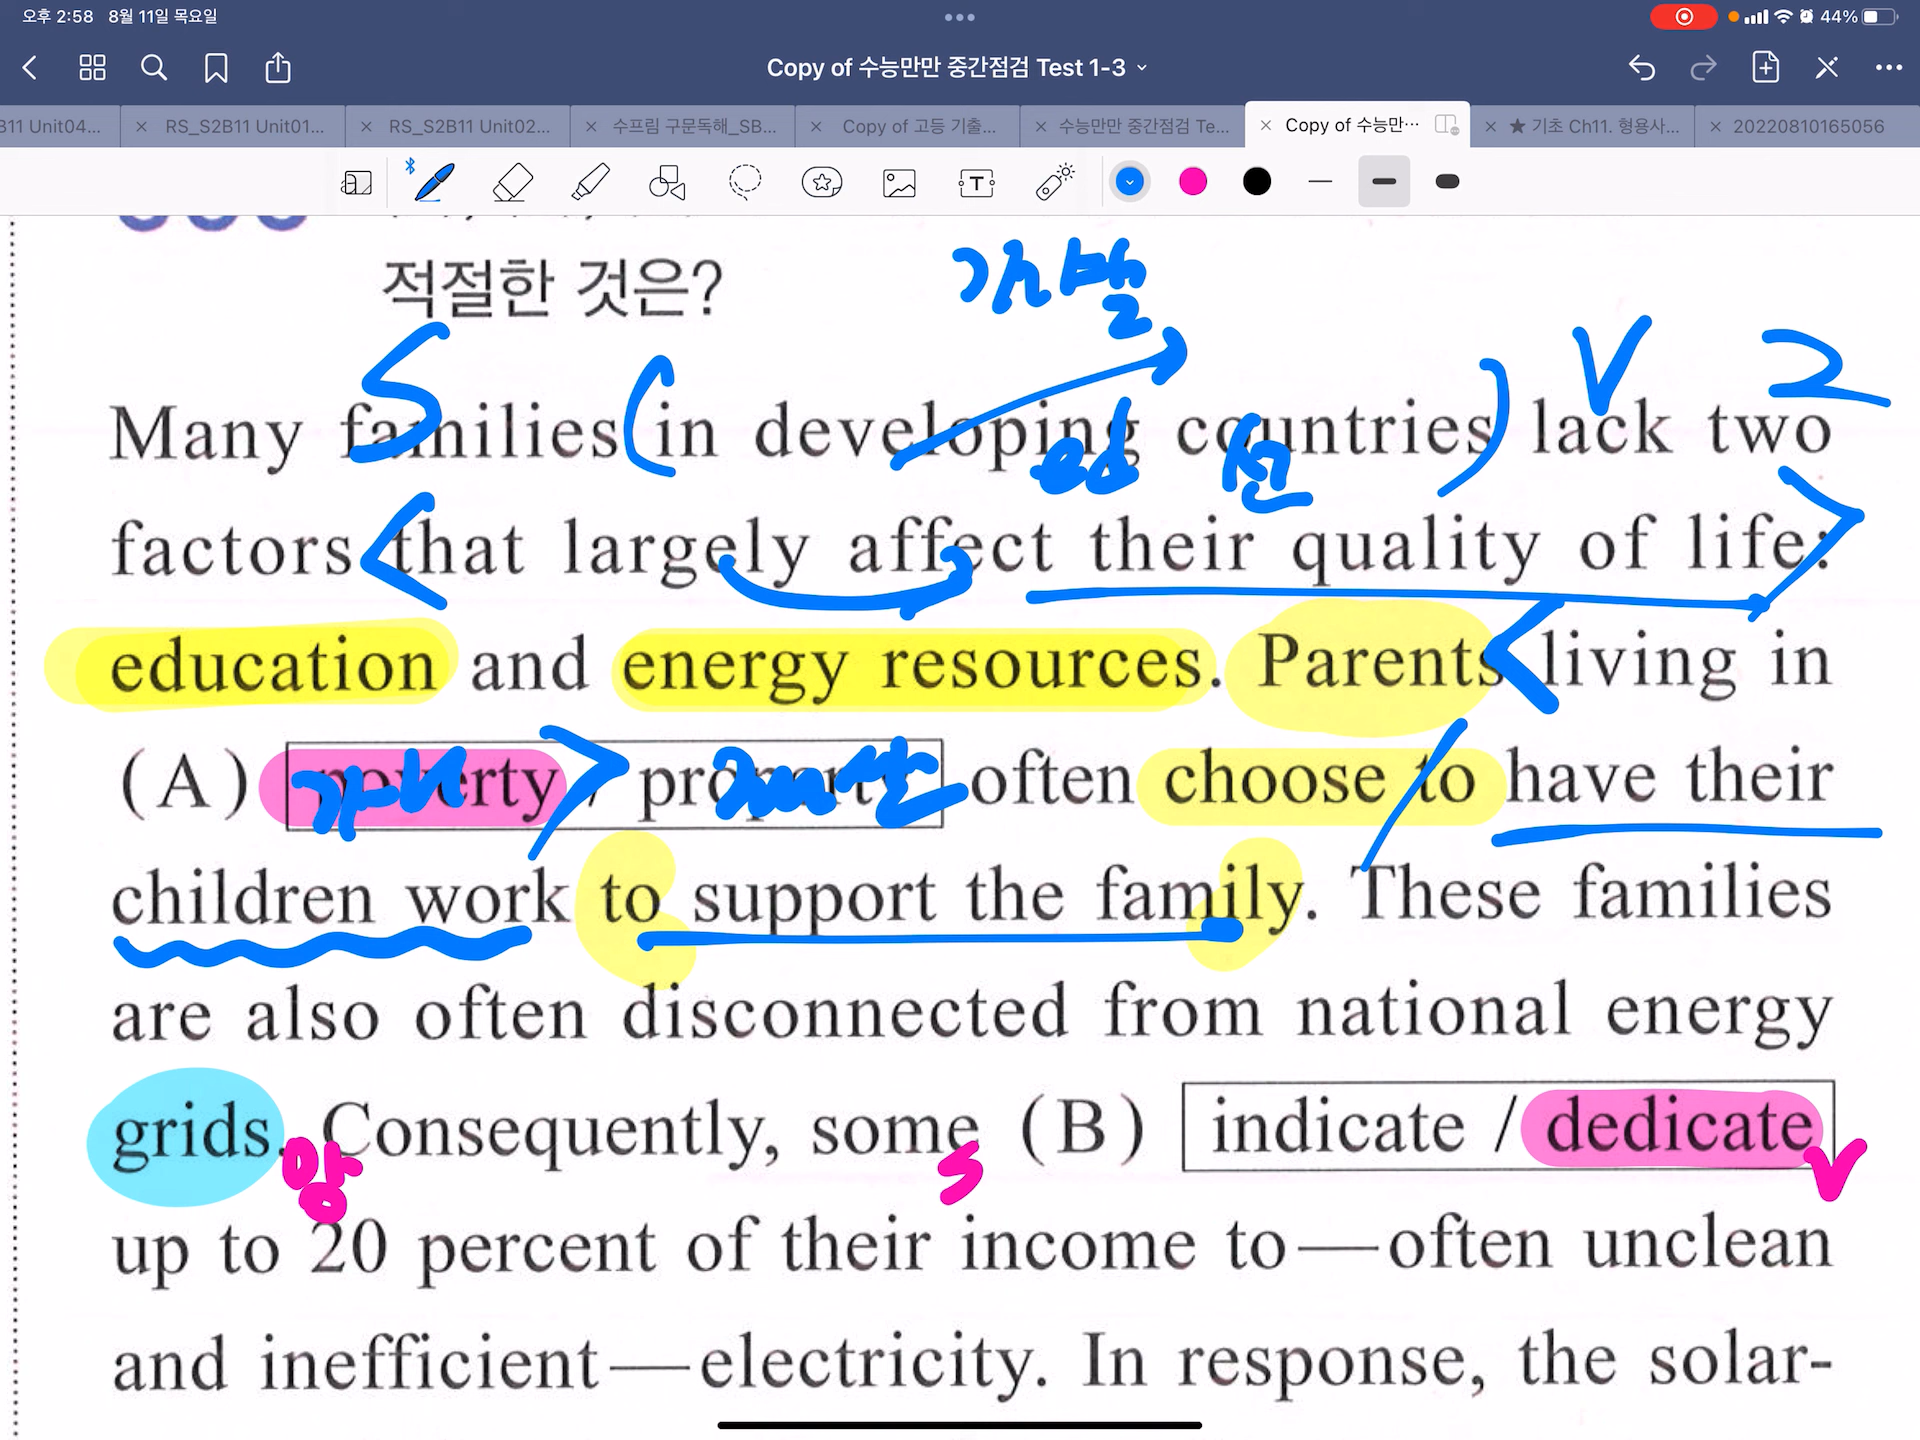 오후 2:58 8월 11일 목요일
44%
Copy of 수능만만 중간점검 Test 1-3
311 Unit04... RS_S2B11 Unit01... RS_S2B11 Unit02... 수프림 구문독해_SB... Copy of 고등 기출... 수능만만 중간점검 Te... Copy of 수능만... ★ 기초 Ch11. 형용사... 20220810165056
적절한 것은?
S V 2
Many families (in developing countries) lack two
factors <that largely affect their quality of life:>
education and energy resources. Parents <living in
(A) poverty> / property often choose to / have their
children work to support the family. These families
are also often disconnected from national energy
grids. Consequently, some (B) indicate / dedicate
망 S V
up to 20 percent of their income to—often unclean
and inefficient—electricity. In response, the solar-